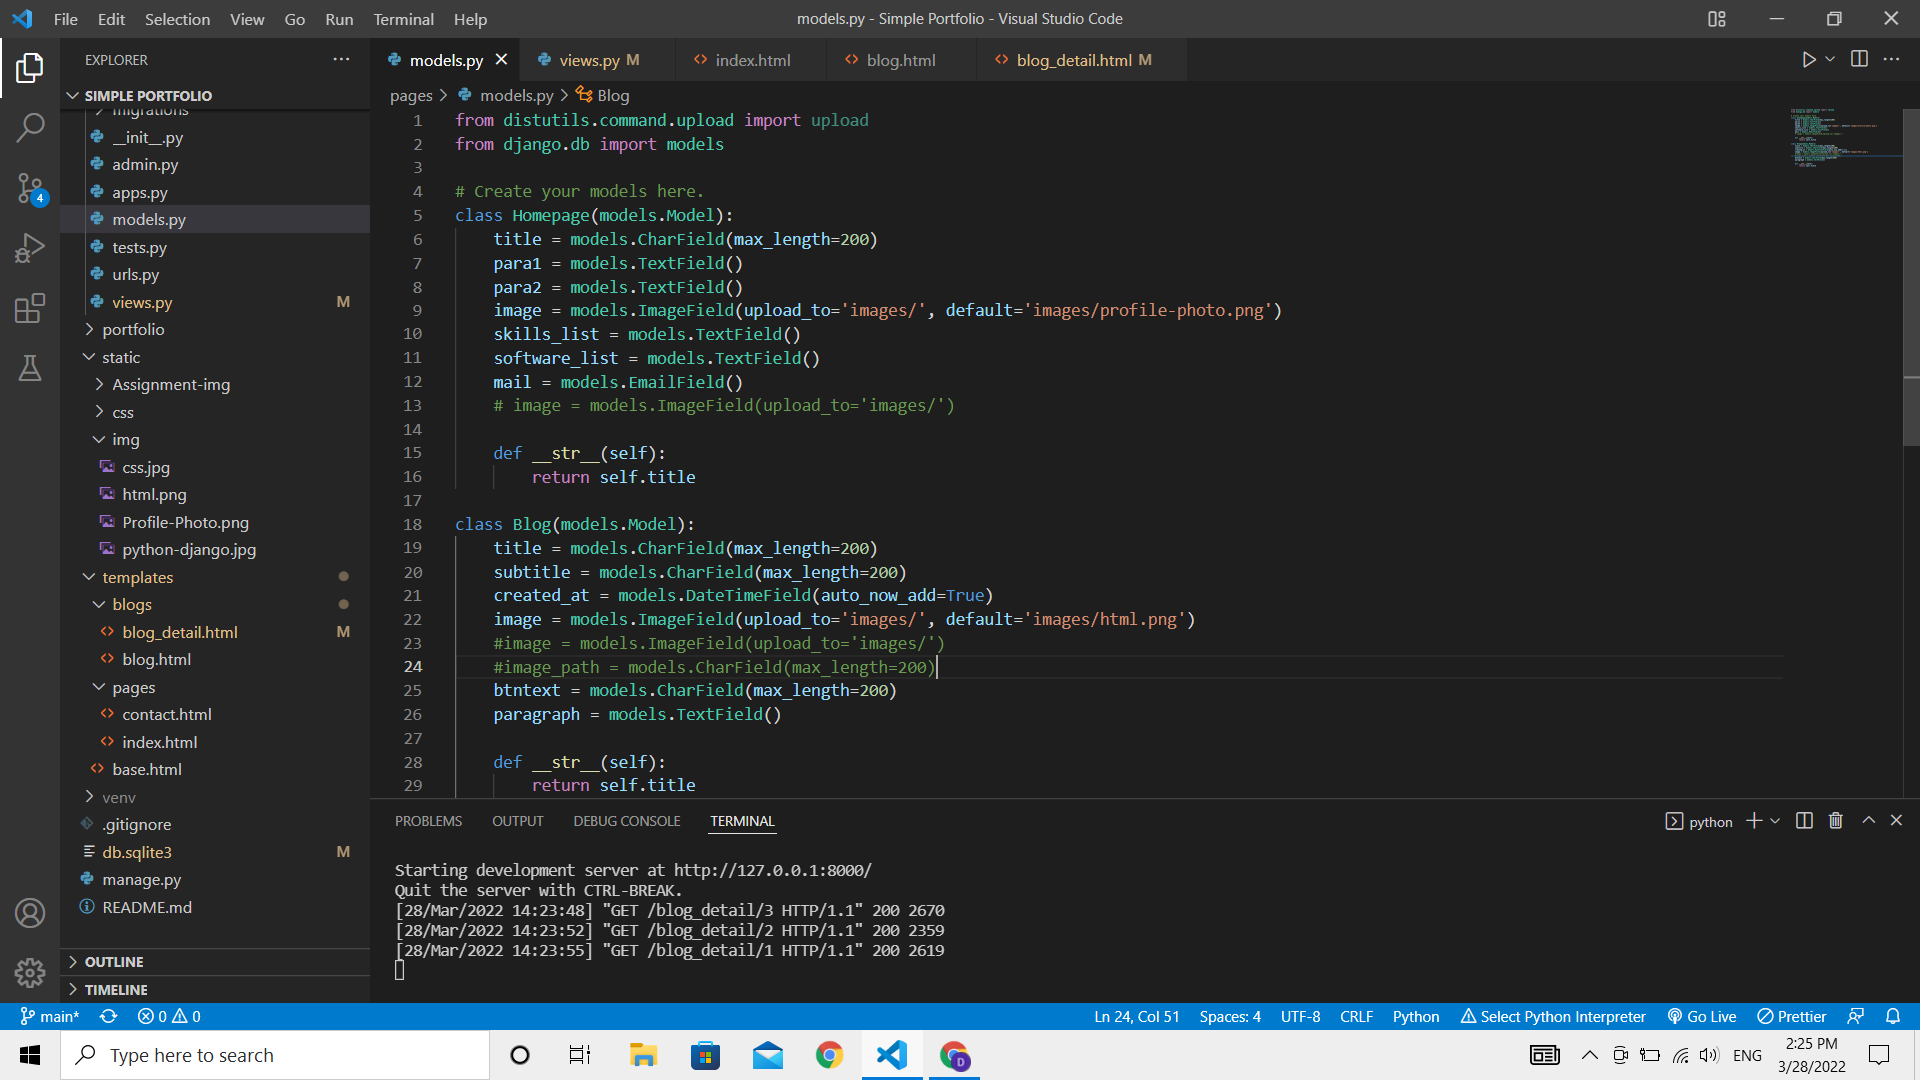 File Edit Selection View Go Run Terminal Help
models.py - Simple Portfolio - Visual Studio Code
EXPLORER
SIMPLE PORTFOLIO
migrations
__init__.py
admin.py
apps.py
models.py
tests.py
urls.py
views.py M
portfolio
static
Assignment-img
css
img
css.jpg
html.png
Profile-Photo.png
python-django.jpg
templates
blogs
blog_detail.html M
blog.html
pages
contact.html
index.html
base.html
venv
.gitignore
db.sqlite3 M
manage.py
README.md
OUTLINE
TIMELINE
4
models.py
views.py M
index.html
blog.html
blog_detail.html M
pages > models.py > Blog
1 from distutils.command.upload import upload
2 from django.db import models
3
4 # Create your models here.
5 class Homepage(models.Model):
6 title = models.CharField(max_length=200)
7 para1 = models.TextField()
8 para2 = models.TextField()
9 image = models.ImageField(upload_to='images/', default='images/profile-photo.png')
10 skills_list = models.TextField()
11 software_list = models.TextField()
12 mail = models.EmailField()
13 # image = models.ImageField(upload_to='images/')
14
15 def __str__(self):
16 return self.title
17
18 class Blog(models.Model):
19 title = models.CharField(max_length=200)
20 subtitle = models.CharField(max_length=200)
21 created_at = models.DateTimeField(auto_now_add=True)
22 image = models.ImageField(upload_to='images/', default='images/html.png')
23 #image = models.ImageField(upload_to='images/')
24 #image_path = models.CharField(max_length=200)
25 btntext = models.CharField(max_length=200)
26 paragraph = models.TextField()
27
28 def __str__(self):
29 return self.title
PROBLEMS OUTPUT DEBUG CONSOLE TERMINAL
python
Starting development server at http://127.0.0.1:8000/
Quit the server with CTRL-BREAK.
[28/Mar/2022 14:23:48] "GET /blog_detail/3 HTTP/1.1" 200 2670
[28/Mar/2022 14:23:52] "GET /blog_detail/2 HTTP/1.1" 200 2359
[28/Mar/2022 14:23:55] "GET /blog_detail/1 HTTP/1.1" 200 2619
main* 0 0
Ln 24, Col 51 Spaces: 4 UTF-8 CRLF Python Select Python Interpreter Go Live Prettier
Type here to search
D
ENG
2:25 PM
3/28/2022